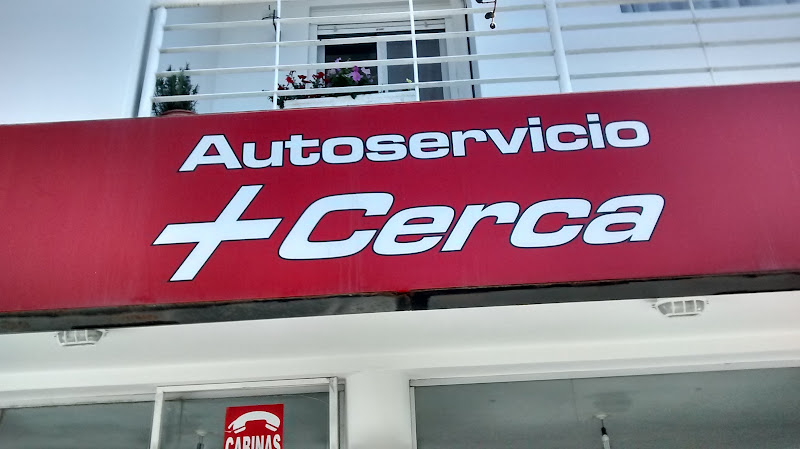 Autoservicio
+Cerca
CABINAS